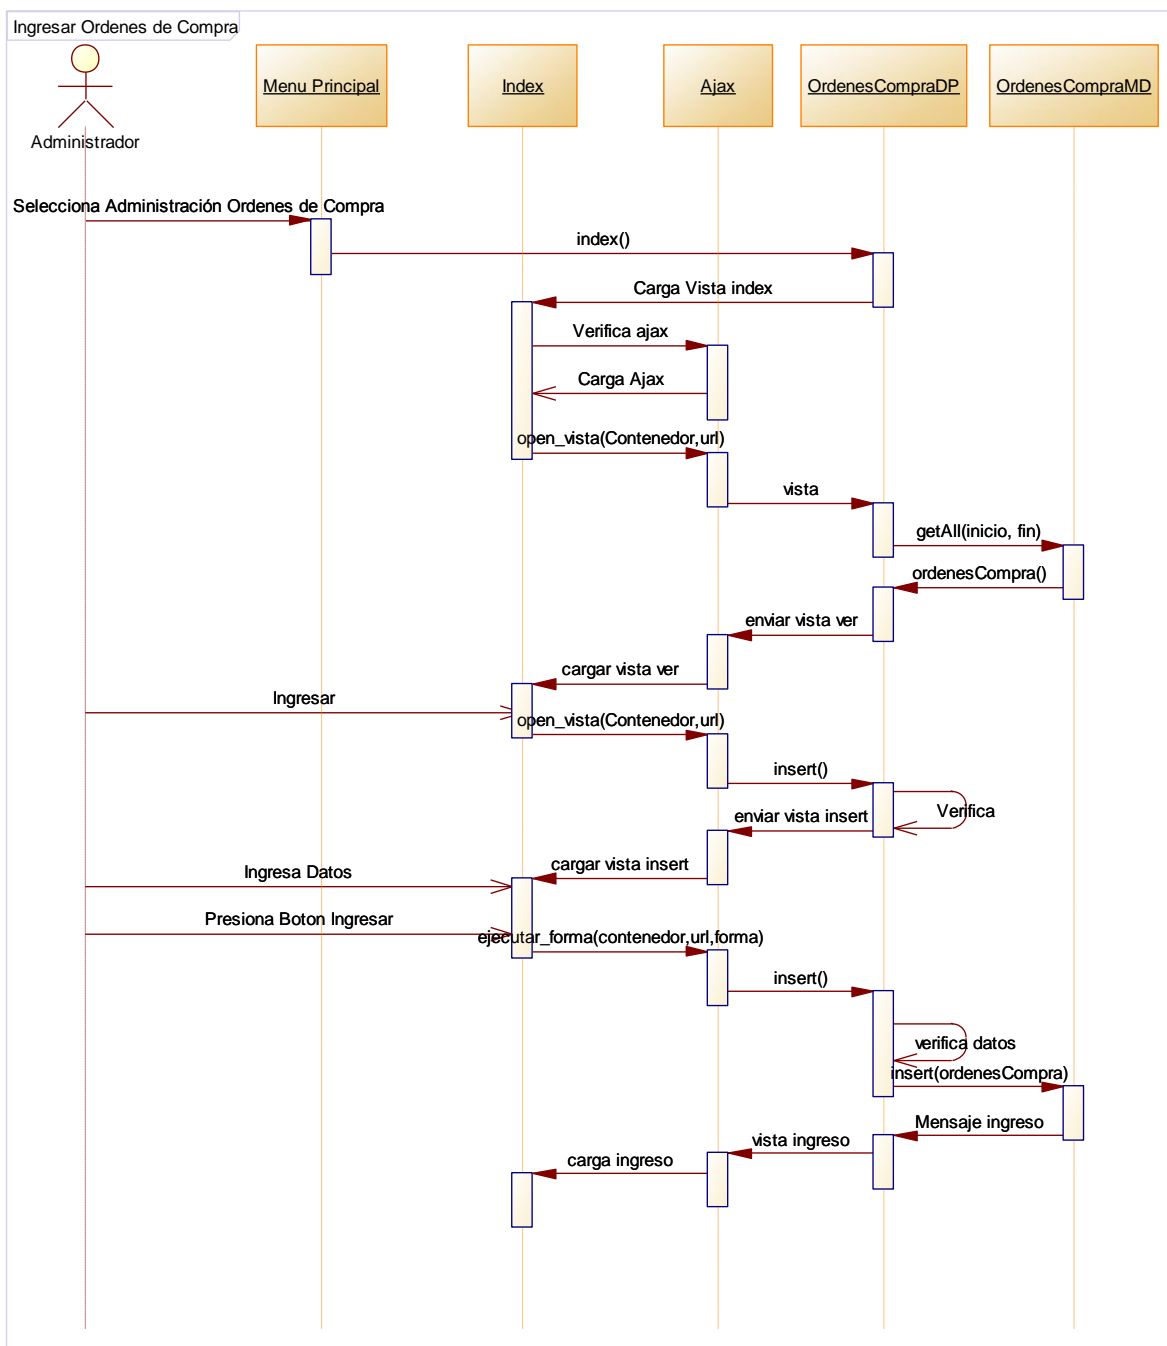 Ingresar Ordenes de Compra
Menu Principal
Index
Ajax
OrdenesCompraDP
OrdenesCompraMD
Administrador
Selecciona Administración Ordenes de Compra
index()
Carga Vista index
Verifica ajax
Carga Ajax
open_vista(Contenedor,url)
vista
getAll(inicio, fin)
ordenesCompra()
enviar vista ver
cargar vista ver
Ingresar
open_vista(Contenedor,url)
insert()
Verifica
enviar vista insert
cargar vista insert
Ingresa Datos
Presiona Boton Ingresar
ejecutar_forma(contenedor,url,forma)
insert()
verifica datos
insert(ordenesCompra)
Mensaje ingreso
vista ingreso
carga ingreso